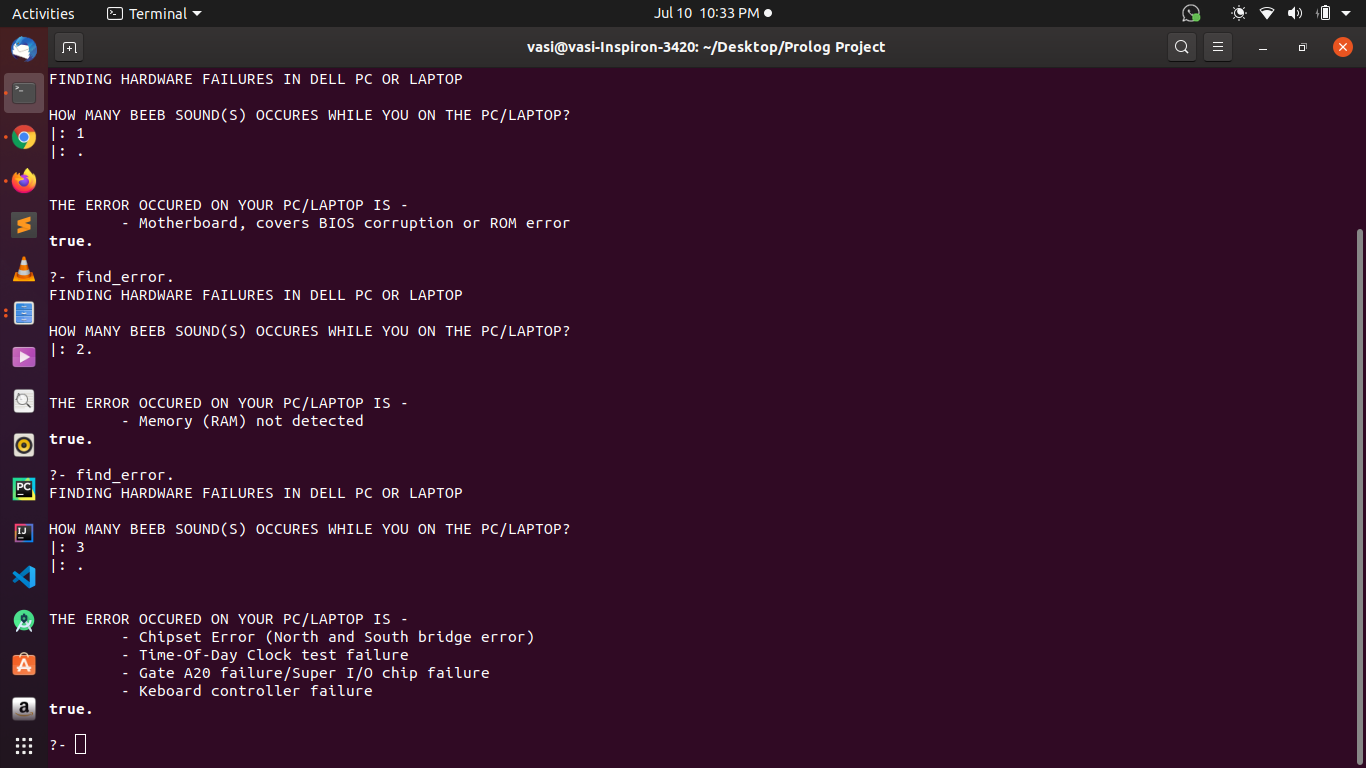 Activities
Terminal
Jul 10 10:33 PM
vasi@vasi-Inspiron-3420: ~/Desktop/Prolog Project
FINDING HARDWARE FAILURES IN DELL PC OR LAPTOP
HOW MANY BEEB SOUND(S) OCCURES WHILE YOU ON THE PC/LAPTOP?
|: 1
|: .
THE ERROR OCCURED ON YOUR PC/LAPTOP IS -
- Motherboard, covers BIOS corruption or ROM error
true.
?- find_error.
FINDING HARDWARE FAILURES IN DELL PC OR LAPTOP
HOW MANY BEEB SOUND(S) OCCURES WHILE YOU ON THE PC/LAPTOP?
|: 2.
THE ERROR OCCURED ON YOUR PC/LAPTOP IS -
- Memory (RAM) not detected
true.
?- find_error.
FINDING HARDWARE FAILURES IN DELL PC OR LAPTOP
HOW MANY BEEB SOUND(S) OCCURES WHILE YOU ON THE PC/LAPTOP?
|: 3
|: .
THE ERROR OCCURED ON YOUR PC/LAPTOP IS -
- Chipset Error (North and South bridge error)
- Time-Of-Day Clock test failure
- Gate A20 failure/Super I/O chip failure
- Keboard controller failure
true.
?-
PC
IJ
a